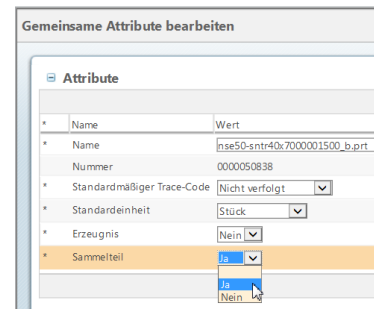 Gemeinsame Attribute bearbeiten
Attribute
* Name Wert
* Name nse50-sntr40x7000001500_b.prt
Nummer 0000050838
* Standardmäßiger Trace-Code Nicht verfolgt
* Standardeinheit Stück
* Erzeugnis Nein
* Sammelteil Ja
Ja
Nein